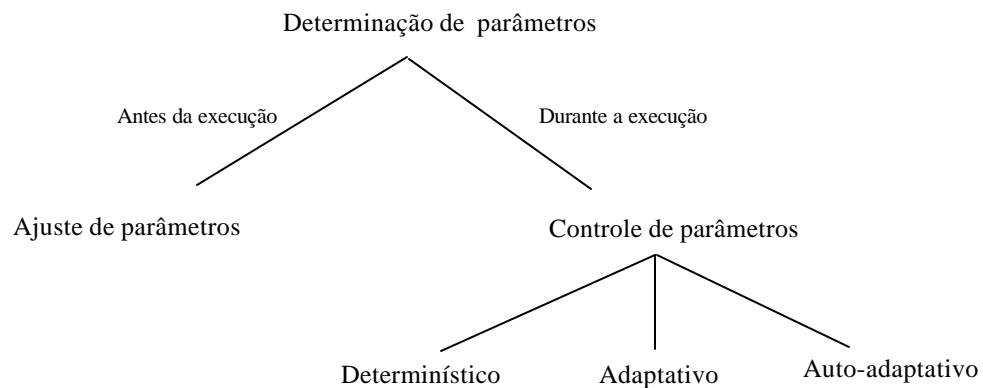 Determinação de parâmetros
Antes da execução
Durante a execução
Ajuste de parâmetros
Controle de parâmetros
Determinístico
Adaptativo
Auto-adaptativo